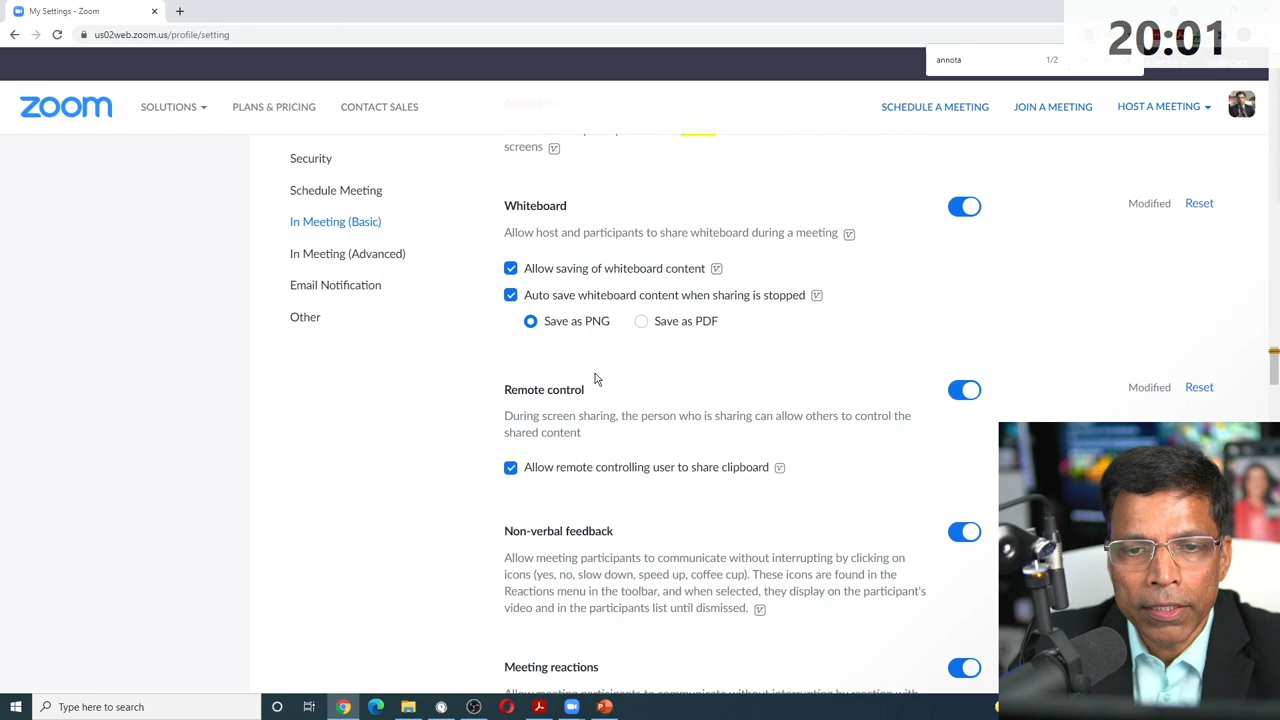 My Settings - Zoom
us02web.zoom.us/profile/setting
20:01
annota 1/2
zoom SOLUTIONS PLANS & PRICING CONTACT SALES SCHEDULE A MEETING JOIN A MEETING HOST A MEETING
screens
Security
Schedule Meeting
In Meeting (Basic)
In Meeting (Advanced)
Email Notification
Other
Whiteboard Modified Reset
Allow host and participants to share whiteboard during a meeting
Allow saving of whiteboard content
Auto save whiteboard content when sharing is stopped
Save as PNG Save as PDF
Remote control Modified Reset
During screen sharing, the person who is sharing can allow others to control the
shared content
Allow remote controlling user to share clipboard
Non-verbal feedback
Allow meeting participants to communicate without interrupting by clicking on
icons (yes, no, slow down, speed up, coffee cup). These icons are found in the
Reactions menu in the toolbar, and when selected, they display on the participant's
video and in the participants list until dismissed.
Meeting reactions
Type here to search